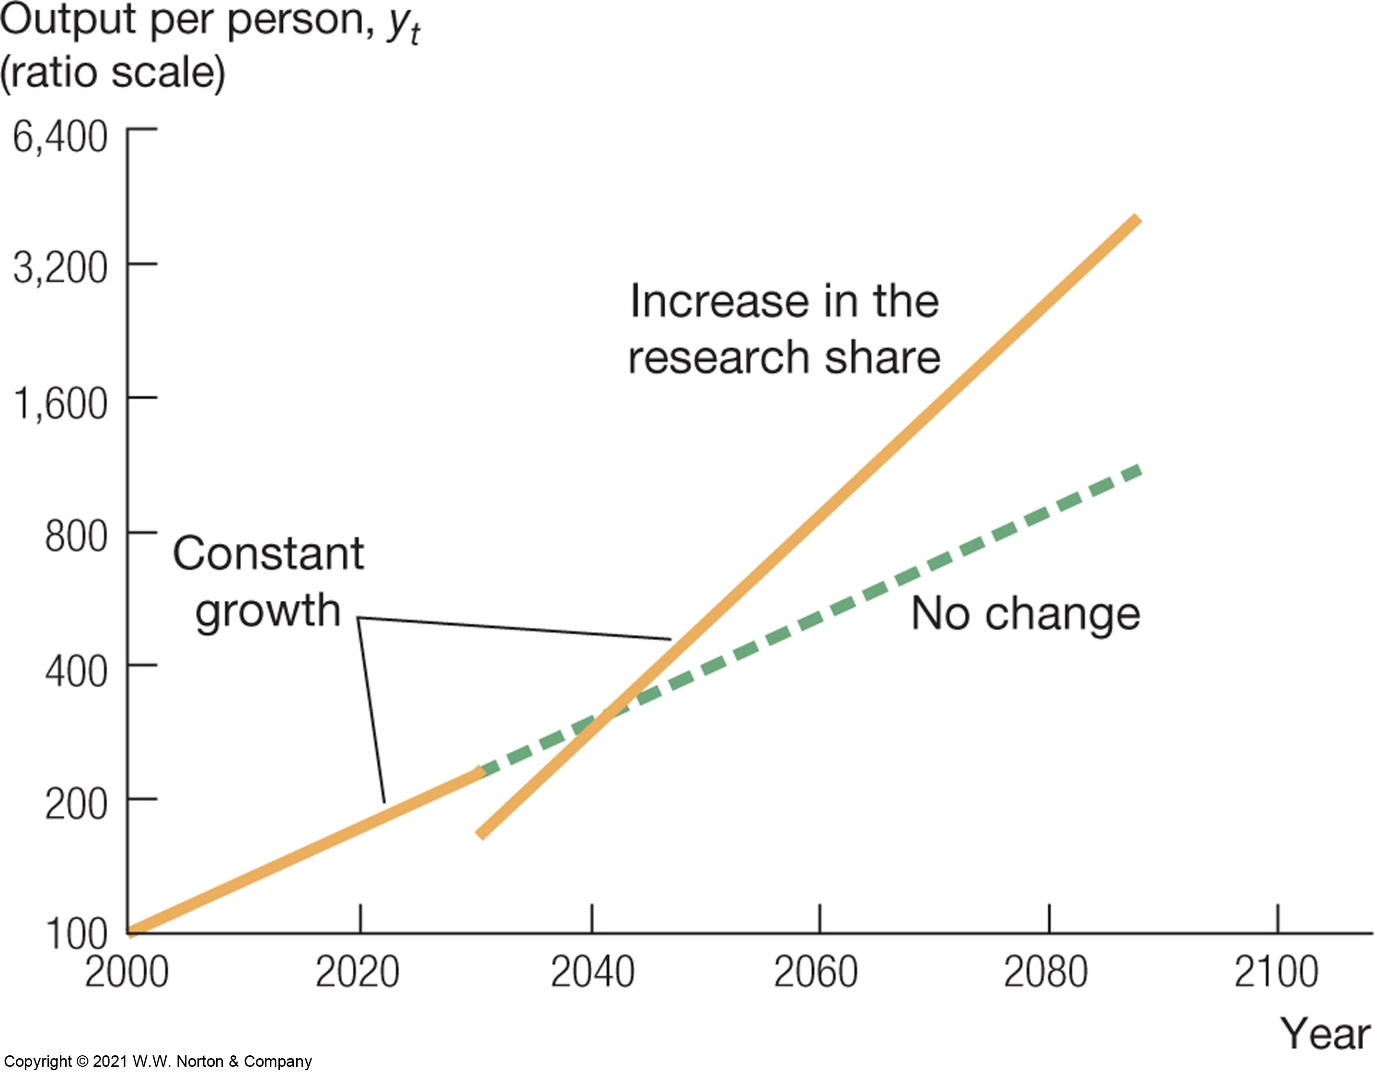 Output per person, yt
(ratio scale)
6,400
3,200
Increase in the
research share
1,600
800
Constant
growth
No change
400
200
100
2000 2020 2040 2060 2080 2100
Year
Copyright © 2021 W.W. Norton & Company